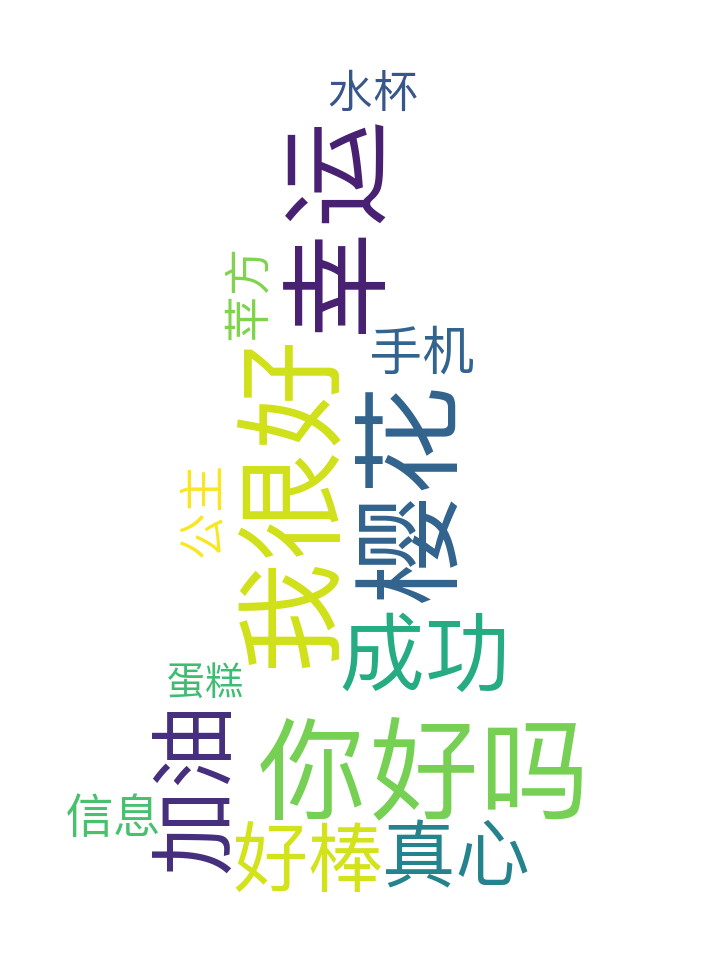 水杯
幸运
苹方
手机
我很好
樱花
公主
成功
蛋糕
加油
你好吗
信息
好棒
真心